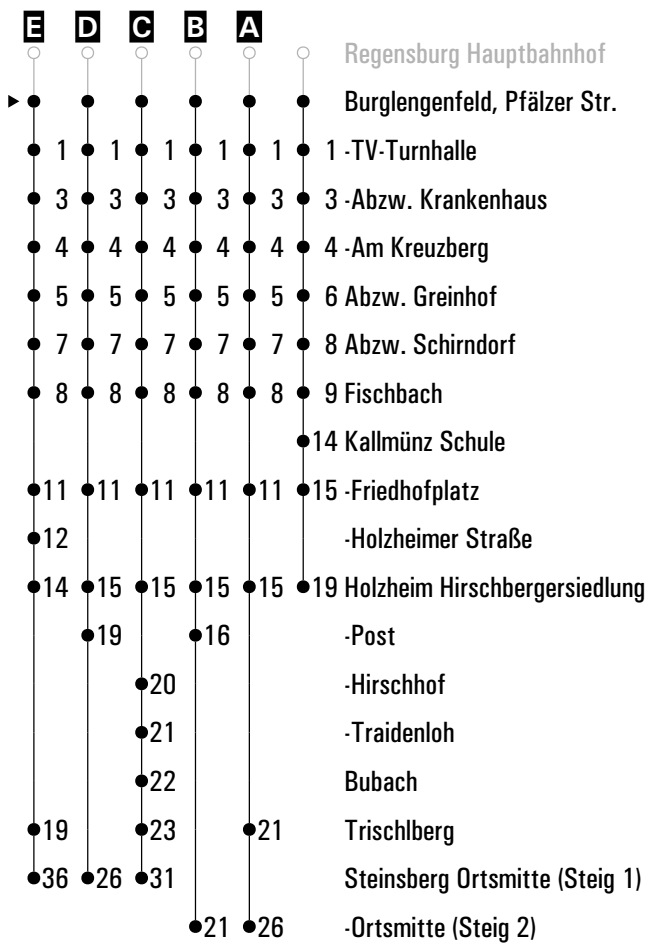 E D C B A
Regensburg Hauptbahnhof
Burglengenfeld, Pfälzer Str.
1 1 1 1 1 1 -TV-Turnhalle
3 3 3 3 3 3 -Abzw. Krankenhaus
4 4 4 4 4 4 -Am Kreuzberg
5 5 5 5 5 6 Abzw. Greinhof
7 7 7 7 7 8 Abzw. Schirndorf
8 8 8 8 8 9 Fischbach
14 Kallmünz Schule
11 11 11 11 11 15 -Friedhofplatz
12 -Holzheimer Straße
14 15 15 15 15 19 Holzheim Hirschbergersiedlung
19 16 -Post
20 -Hirschhof
21 -Traidenloh
22 Bubach
19 23 21 Trischlberg
36 26 31 Steinsberg Ortsmitte (Steig 1)
21 26 -Ortsmitte (Steig 2)